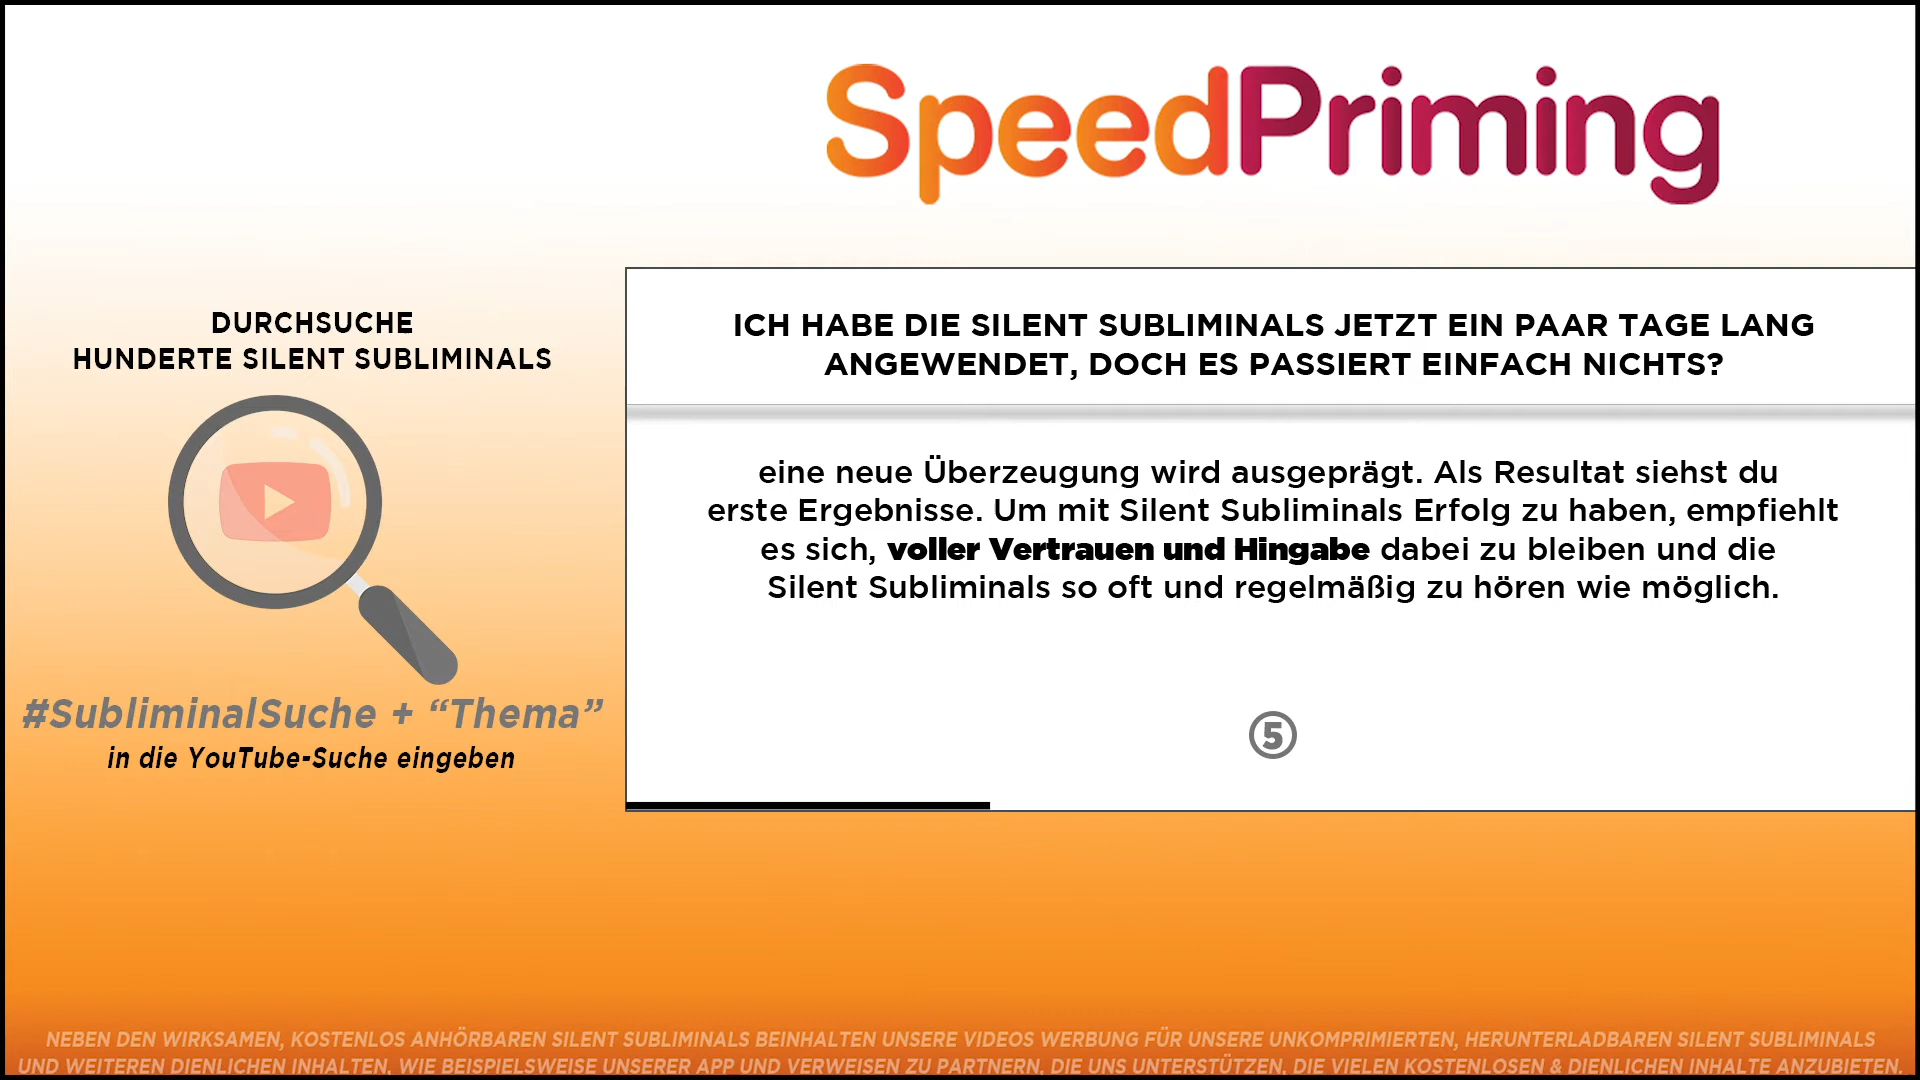 SpeedPriming
DURCHSUCHE
HUNDERTE SILENT SUBLIMINALS
#SubliminalSuche + “Thema”
in die YouTube-Suche eingeben
ICH HABE DIE SILENT SUBLIMINALS JETZT EIN PAAR TAGE LANG
ANGEWENDET, DOCH ES PASSIERT EINFACH NICHTS?
eine neue Überzeugung wird ausgeprägt. Als Resultat siehst du
erste Ergebnisse. Um mit Silent Subliminals Erfolg zu haben, empfiehlt
es sich, voller Vertrauen und Hingabe dabei zu bleiben und die
Silent Subliminals so oft und regelmäßig zu hören wie möglich.
5
NEBEN DEN WIRKSAMEN, KOSTENLOS ANHÖRBAREN SILENT SUBLIMINALS BEINHALTEN UNSERE VIDEOS WERBUNG FÜR UNSERE UNKOMPRIMIERTEN, HERUNTERLADBAREN SILENT SUBLIMINALS
UND WEITEREN DIENLICHEN INHALTEN, WIE BEISPIELSWEISE UNSERER APP UND VERWEISEN ZU PARTNERN, DIE UNS UNTERSTÜTZEN, DIE VIELEN KOSTENLOSEN & DIENLICHEN INHALTE ANZUBIETEN.